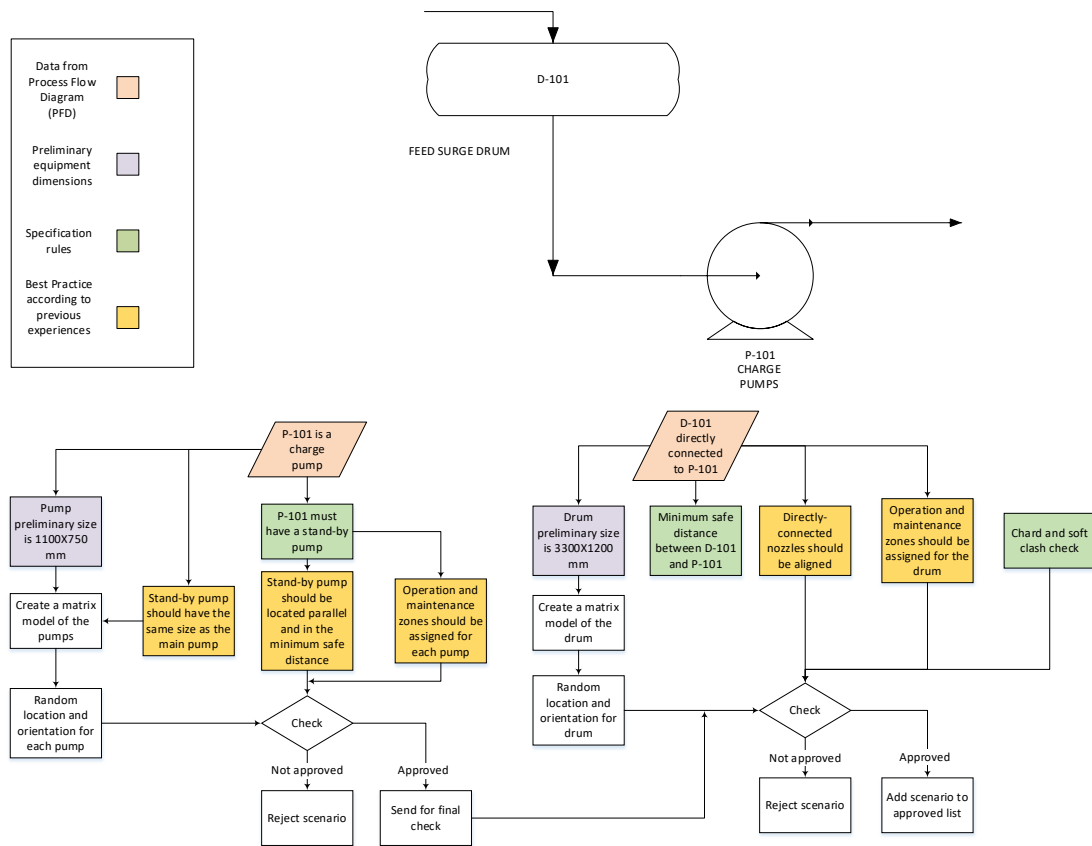 Data from
Process Flow
Diagram
(PFD)
Preliminary
equipment
dimensions
Specification
rules
Best Practice
according to
previous
experiences
D-101
FEED SURGE DRUM
P-101
CHARGE
PUMPS
P-101 is a
charge
pump
Pump
preliminary size
is 1100X750
mm
P-101 must
have a stand-by
pump
Create a matrix
model of the
pumps
Stand-by pump
should have the
same size as the
main pump
Stand-by pump
should be
located parallel
and in the
minimum safe
distance
Operation and
maintenance
zones should be
assigned for
each pump
Random
location and
orientation for
each pump
Check
Not approved
Approved
Reject scenario
Send for final
check
D-101
directly
connected
to P-101
Drum
preliminary size
is 3300X1200
mm
Minimum safe
distance
between D-101
and P-101
Directly-
connected
nozzles should
be aligned
Operation and
maintenance
zones should be
assigned for the
drum
Chard and soft
clash check
Create a matrix
model of the
drum
Random
location and
orientation for
drum
Check
Not approved
Approved
Reject scenario
Add scenario to
approved list